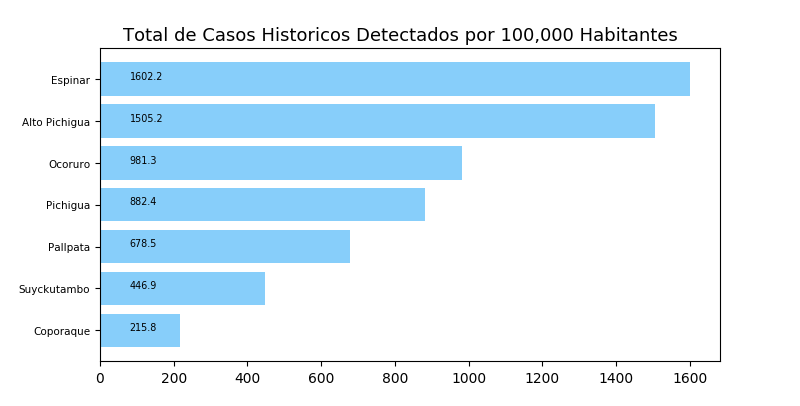 Total de Casos Historicos Detectados por 100,000 Habitantes
Espinar 1602.2
Alto Pichigua 1505.2
Ocoruro 981.3
Pichigua 882.4
Pallpata 678.5
Suyckutambo 446.9
Coporaque 215.8
0 200 400 600 800 1000 1200 1400 1600